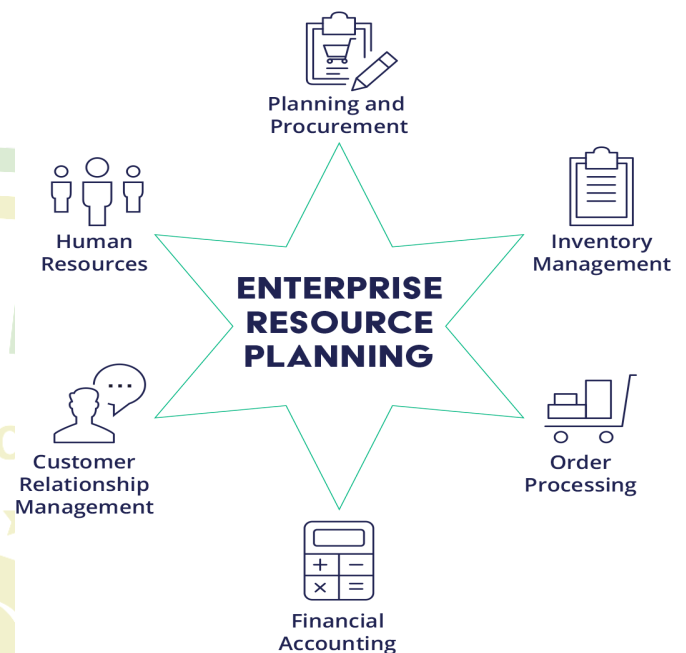 Planning and
Procurement
Human
Resources
Inventory
Management
ENTERPRISE
RESOURCE
PLANNING
Customer
Relationship
Management
Order
Processing
+ −
× =
Financial
Accounting